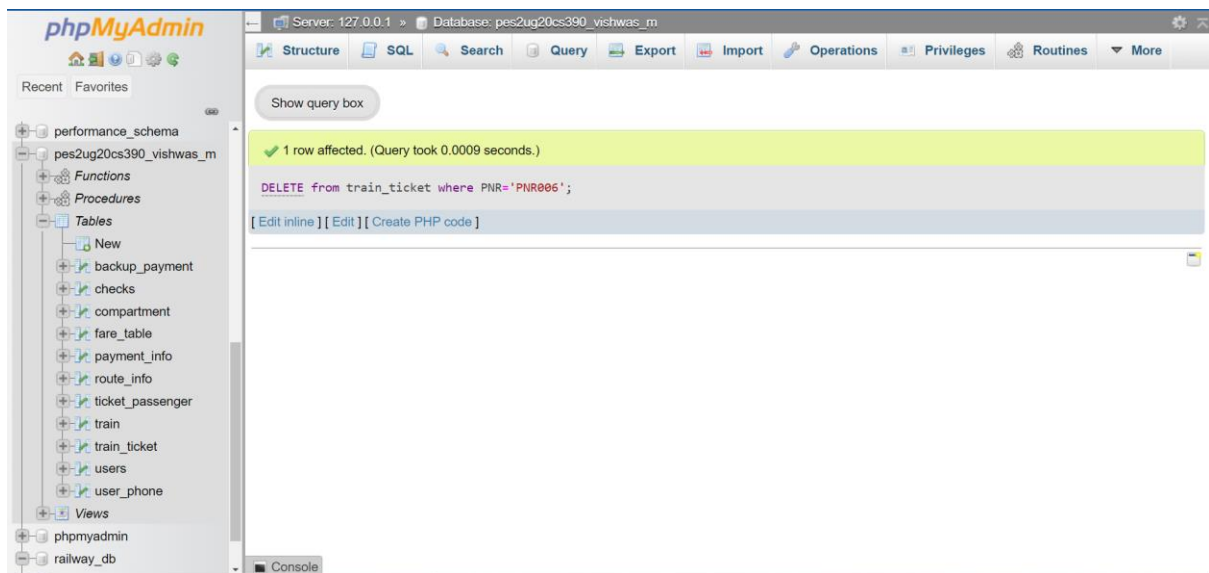 phpMyAdmin
Recent Favorites
performance_schema
pes2ug20cs390_vishwas_m
Functions
Procedures
Tables
New
backup_payment
checks
compartment
fare_table
payment_info
route_info
ticket_passenger
train
train_ticket
users
user_phone
Views
phpmyadmin
railway_db
Server: 127.0.0.1 » Database: pes2ug20cs390_vishwas_m
Structure SQL Search Query Export Import Operations Privileges Routines More
Show query box
1 row affected. (Query took 0.0009 seconds.)
DELETE from train_ticket where PNR='PNR006';
[ Edit inline ] [ Edit ] [ Create PHP code ]
Console